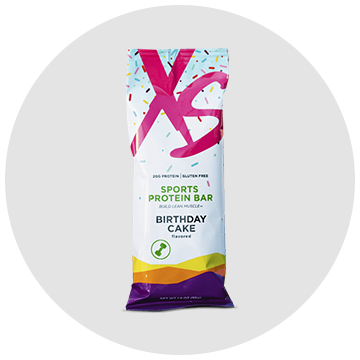 XS
20G PROTEIN | GLUTEN FREE
SPORTS
PROTEIN BAR
BUILD LEAN MUSCLE+
BIRTHDAY
CAKE
flavored